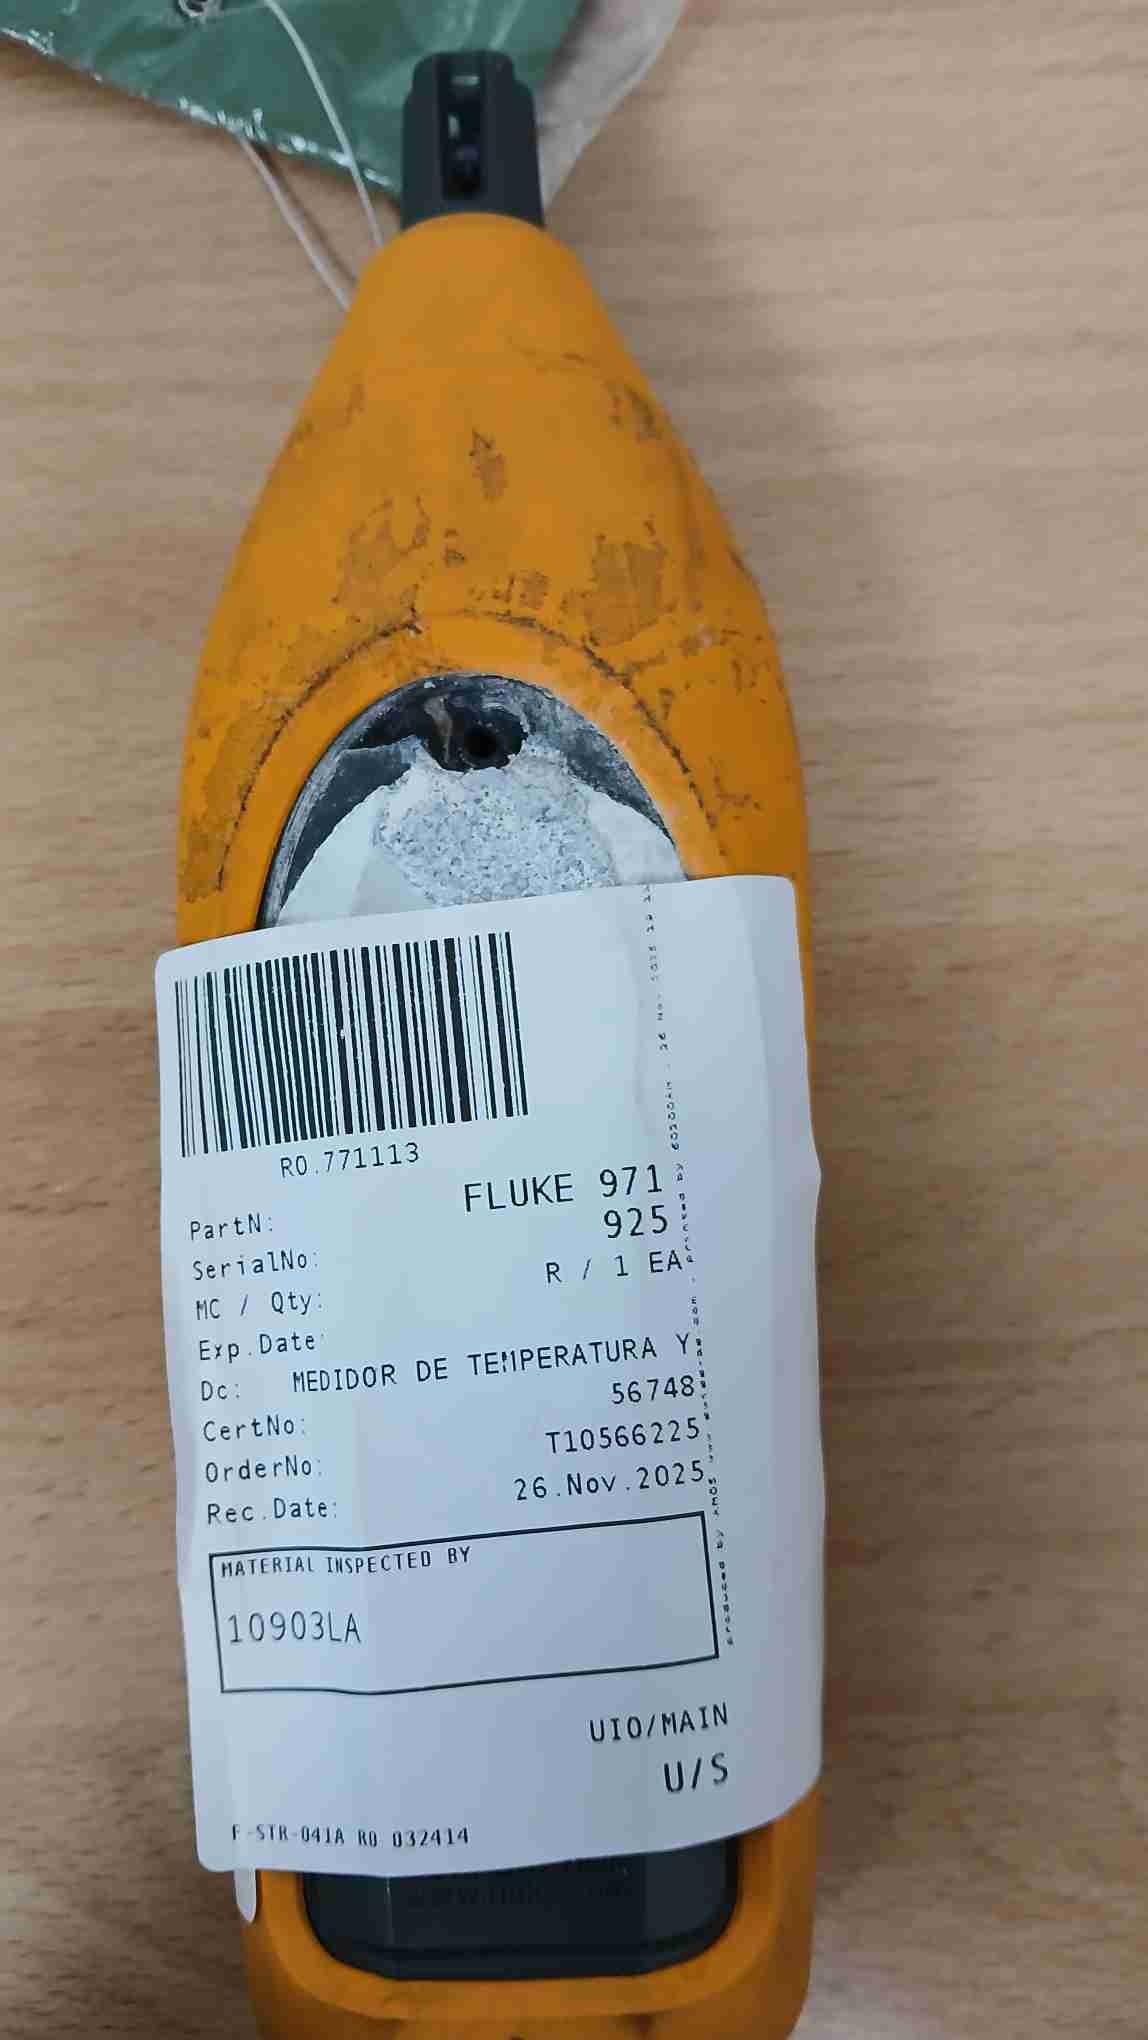 R0.771113
PartN: FLUKE 971
SerialNo: 925
MC / Qty: R / 1 EA
Exp.Date:
Dc: MEDIDOR DE TEMPERATURA Y
CertNo: 56748
OrderNo: T10566225
Rec.Date: 26.Nov.2025
MATERIAL INSPECTED BY
10903LA
UIO/MAIN
U/S
F-STR-041A R0 032414